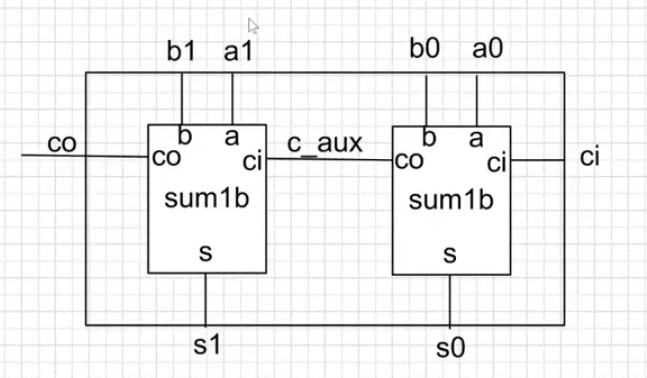 b1 a1 b0 a0
co b a c_aux b a ci
co ci co ci
sum1b sum1b
s s
s1 s0